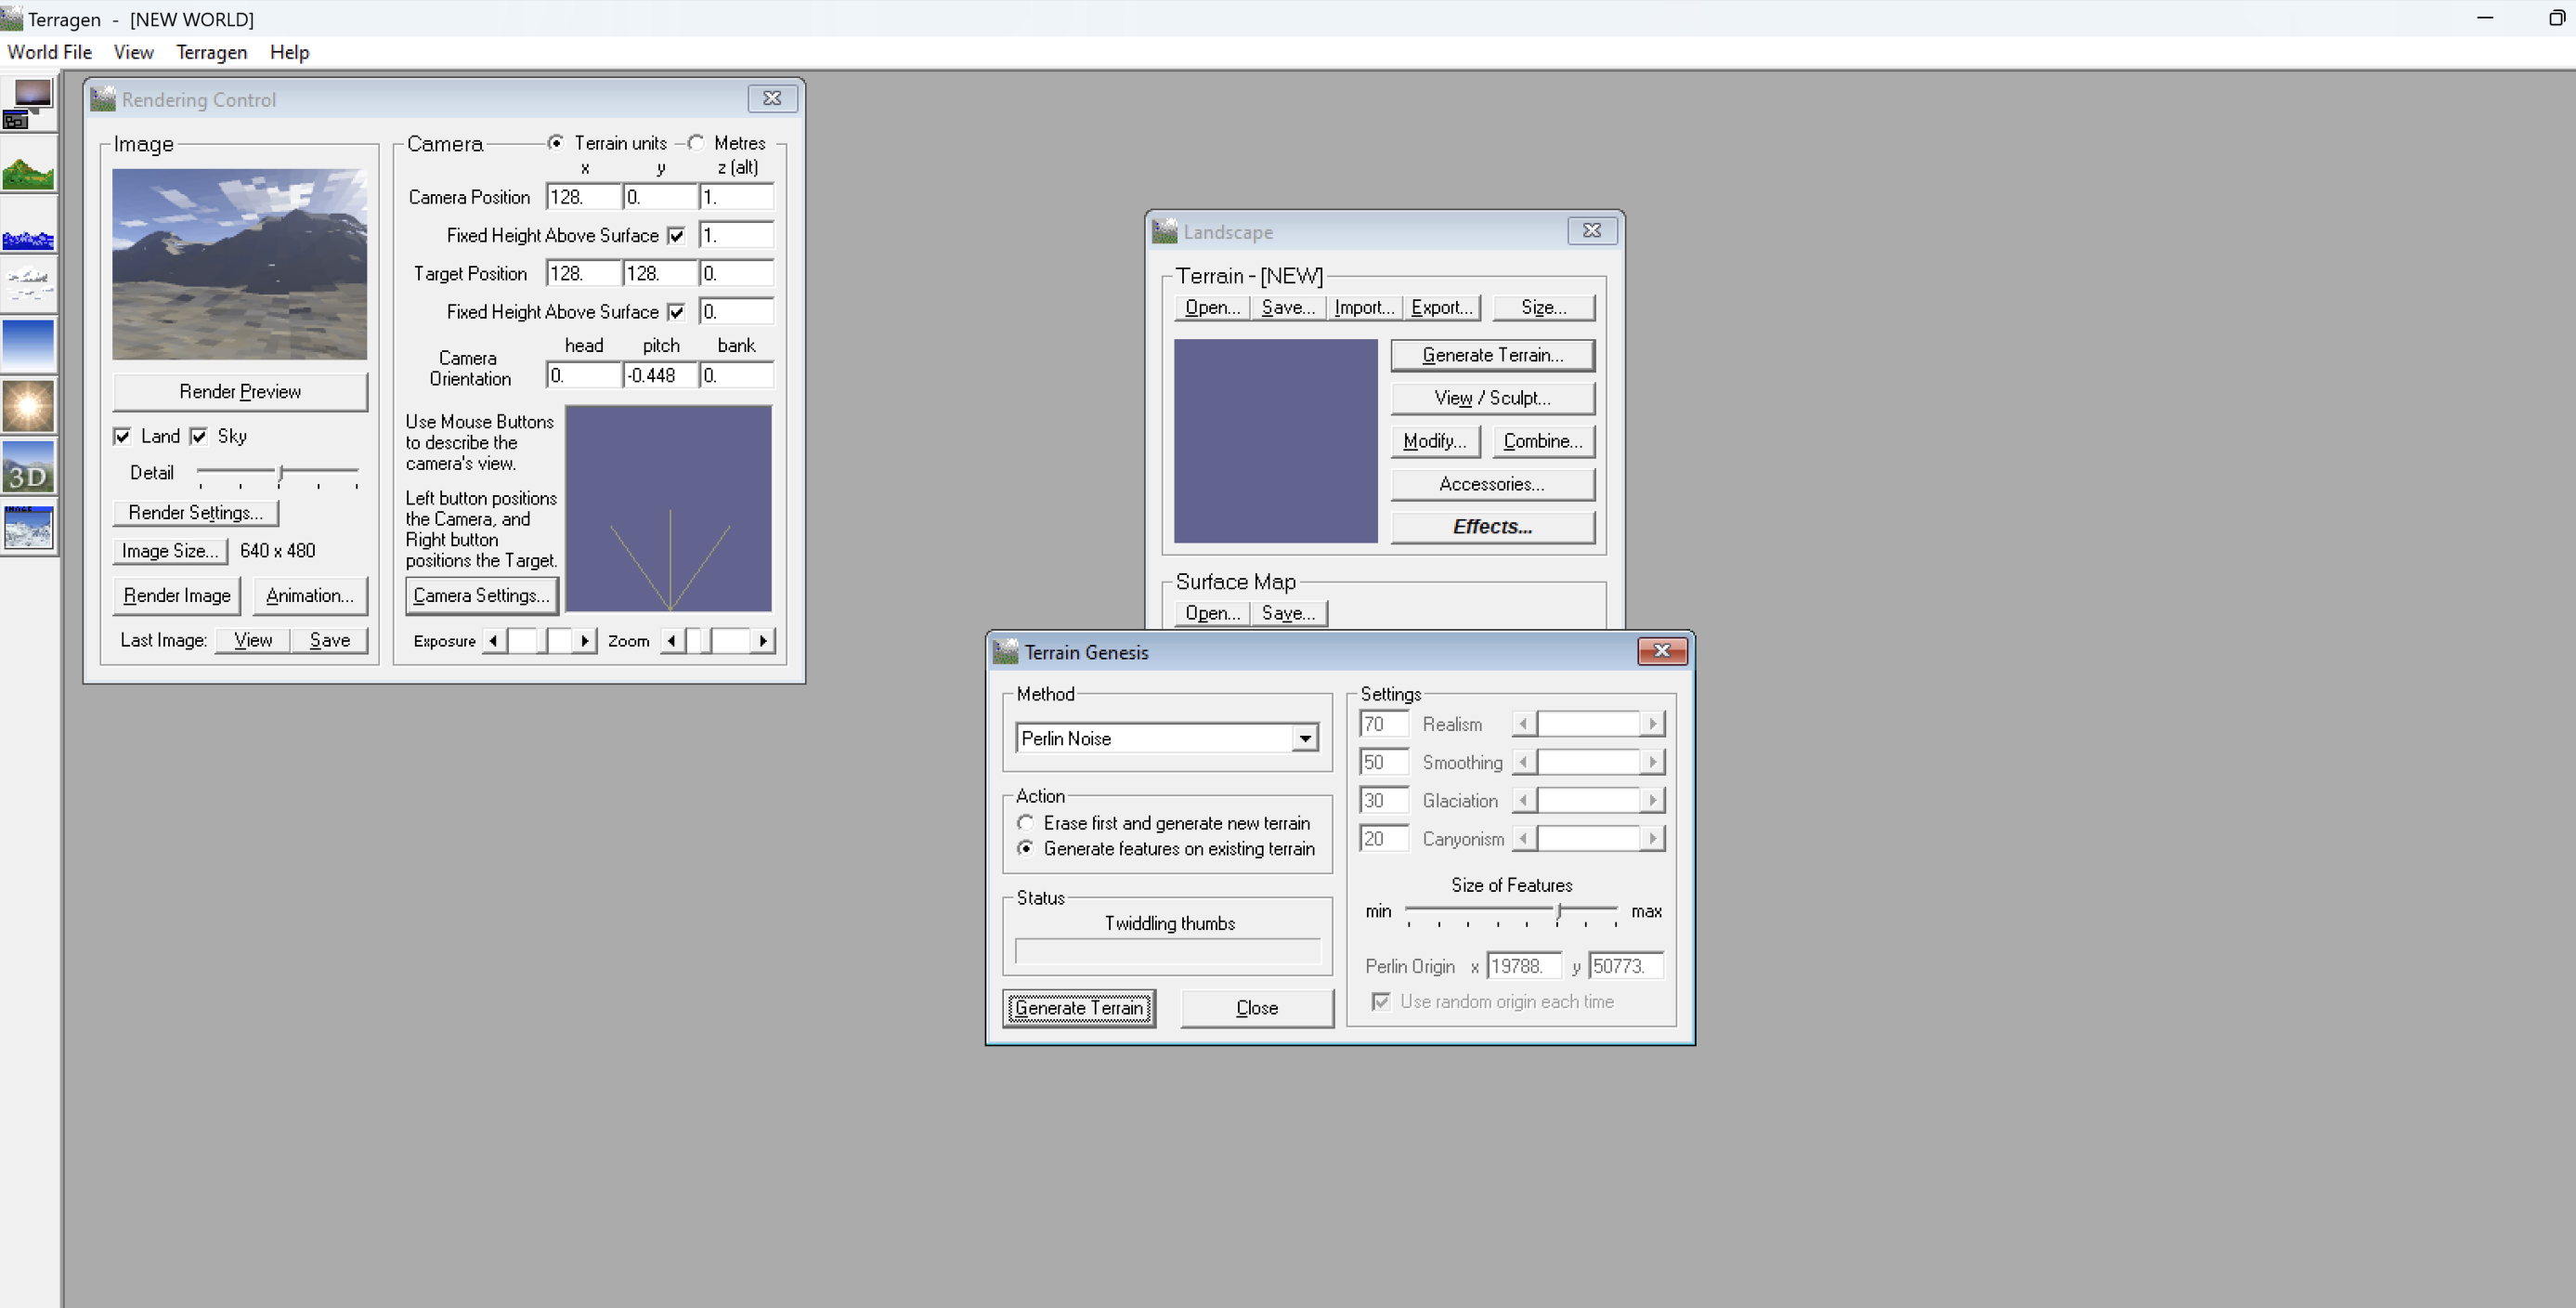 Terragen - [NEW WORLD]
World File View Terragen Help
Rendering Control
Image
Render Preview
Land Sky
Detail
Render Settings...
Image Size... 640 x 480
Render Image Animation...
Last Image: View Save
Camera Terrain units Metres
x y z (alt)
Camera Position 128. 0. 1.
Fixed Height Above Surface 1.
Target Position 128. 128. 0.
Fixed Height Above Surface 0.
head pitch bank
Camera
Orientation 0. -0.448 0.
Use Mouse Buttons
to describe the
camera's view.
Left button positions
the Camera, and
Right button
positions the Target.
Camera Settings...
Exposure Zoom
3D
IMAGE
Landscape
Terrain - [NEW]
Open... Save... Import... Export... Size...
Generate Terrain...
View / Sculpt...
Modify... Combine...
Accessories...
Effects...
Surface Map
Open... Save...
Terrain Genesis
Method
Perlin Noise
Action
Erase first and generate new terrain
Generate features on existing terrain
Status
Twiddling thumbs
Generate Terrain Close
Settings
70 Realism
50 Smoothing
30 Glaciation
20 Canyonism
Size of Features
min max
Perlin Origin x 19788. y 50773.
Use random origin each time